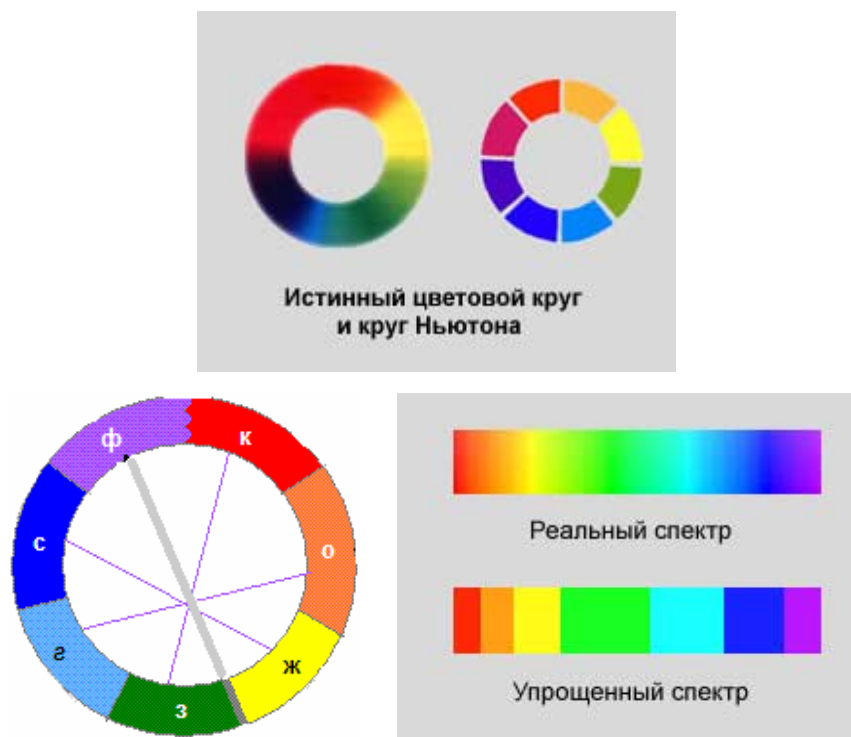 Истинный цветовой круг
и круг Ньютона
ф
к
с
о
г
ж
з
Реальный спектр
Упрощенный спектр